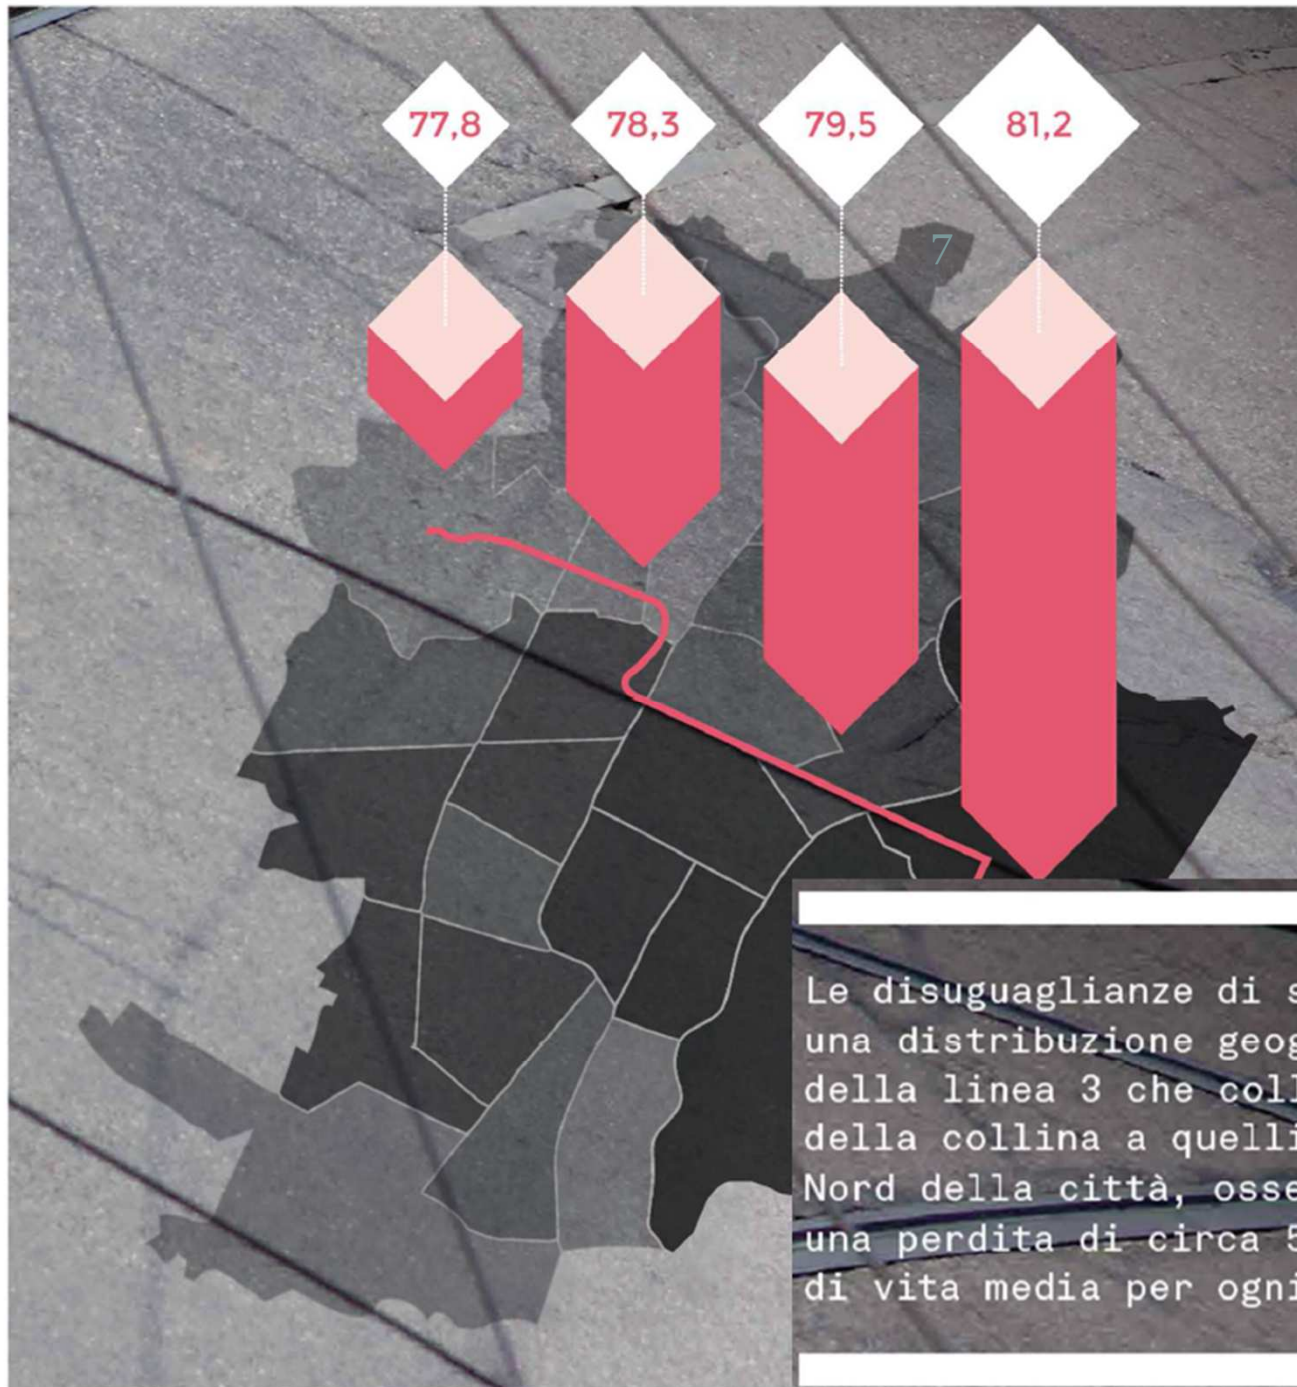 77,8 78,3 79,5 81,2
7
Le disuguaglianze di s
una distribuzione geog
della linea 3 che coll
della collina a quelli
Nord della città, osse
una perdita di circa 5
di vita media per ogni